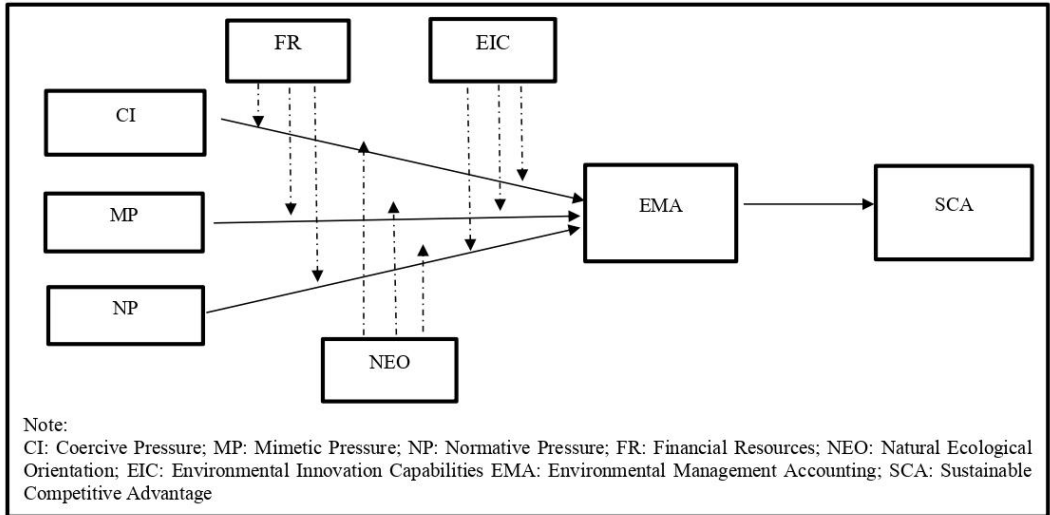 FR
EIC
CI
MP
EMA
SCA
NP
NEO
Note:
CI: Coercive Pressure; MP: Mimetic Pressure; NP: Normative Pressure; FR: Financial Resources; NEO: Natural Ecological
Orientation; EIC: Environmental Innovation Capabilities EMA: Environmental Management Accounting; SCA: Sustainable
Competitive Advantage